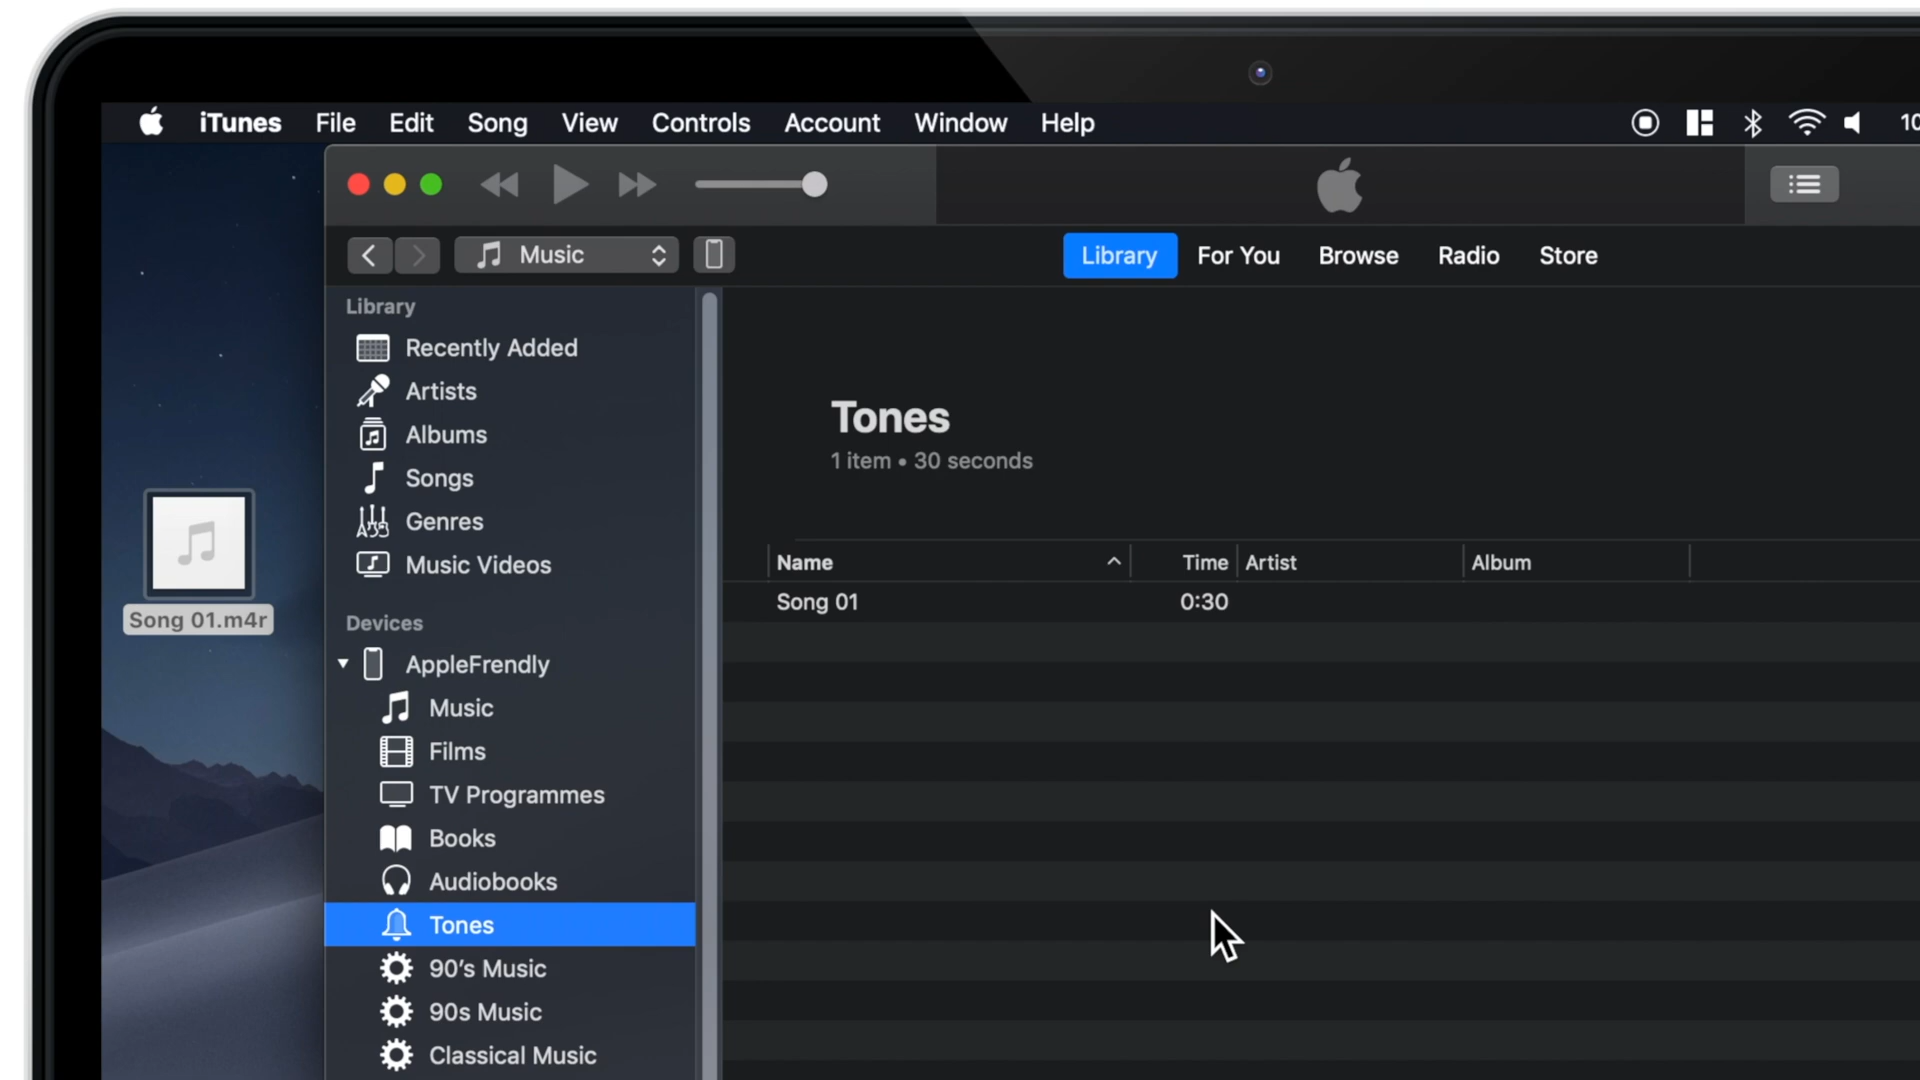 iTunes File Edit Song View Controls Account Window Help 10
Music
Library For You Browse Radio Store
Library
Recently Added
Artists
Albums
Songs
Genres
Music Videos
Devices
AppleFrendly
Music
Films
TV Programmes
Books
Audiobooks
Tones
90's Music
90s Music
Classical Music
Song 01.m4r
Tones
1 item • 30 seconds
Name Time Artist Album
Song 01 0:30